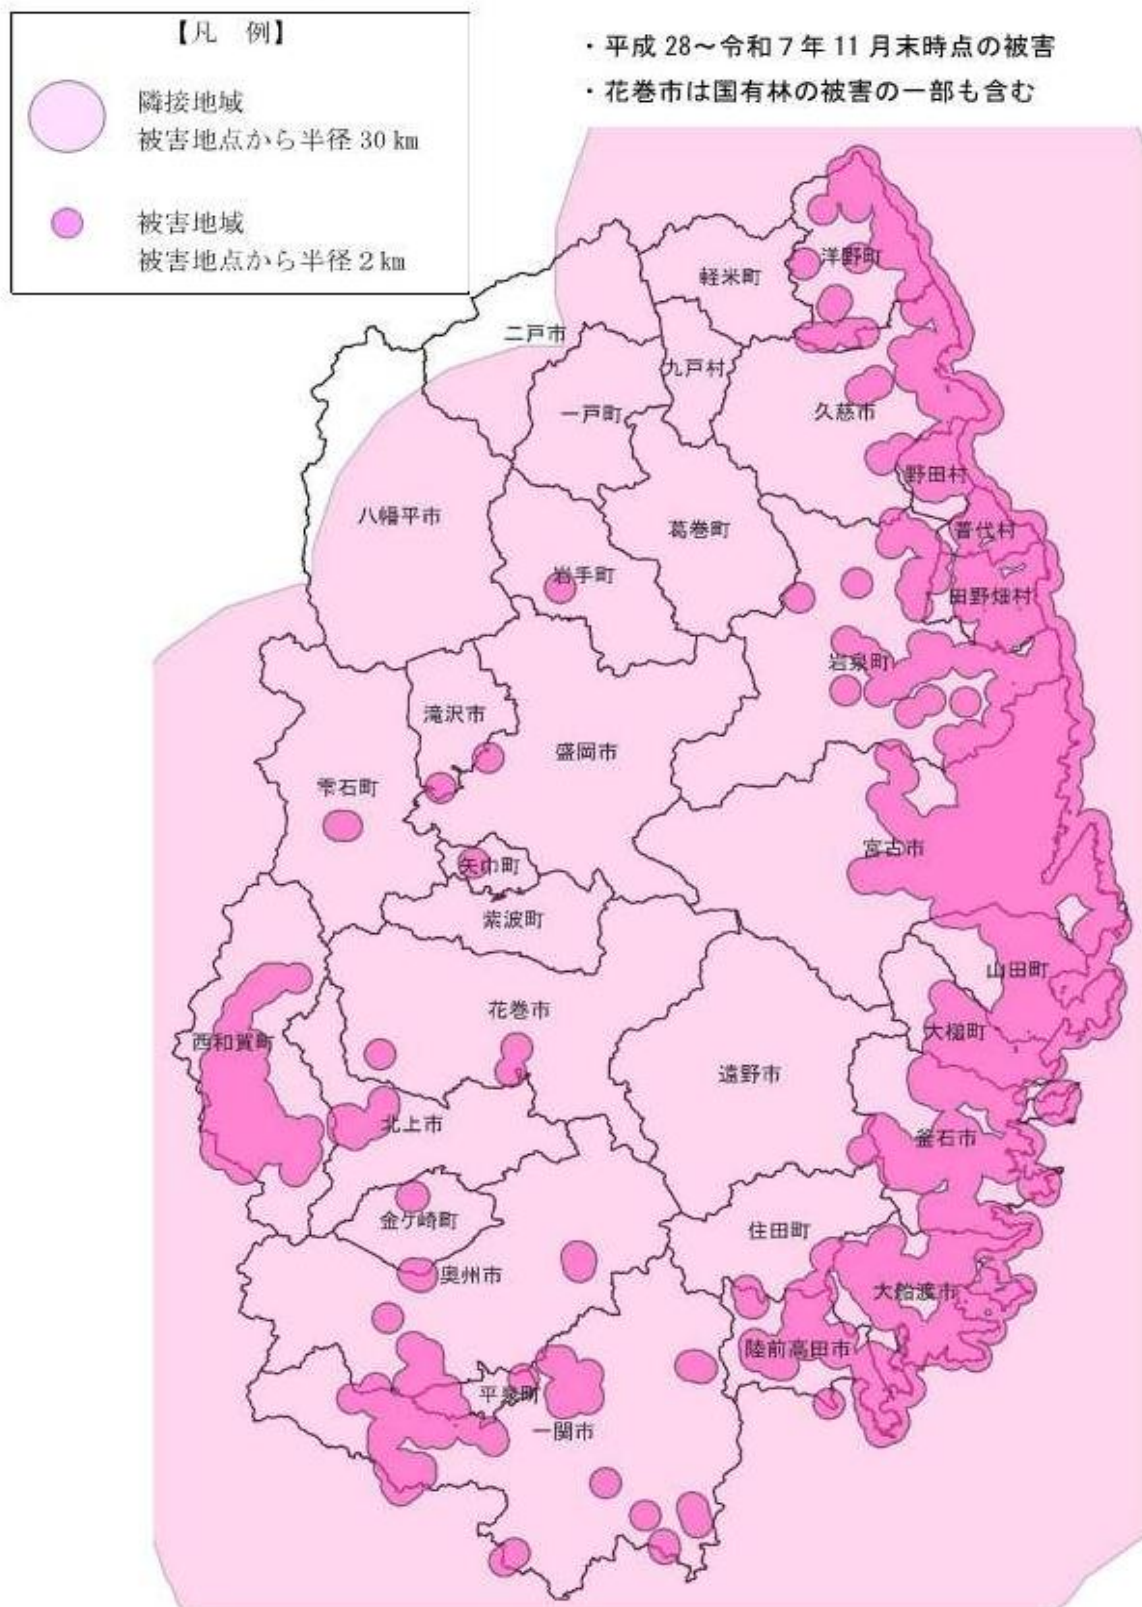 【凡　例】
隣接地域
被害地点から半径 30 ㎞
被害地域
被害地点から半径 2 ㎞
・平成 28～令和７年 11 月末時点の被害
・花巻市は国有林の被害の一部も含む
洋野町
軽米町
二戸市
九戸村
一戸町
久慈市
野田村
八幡平市
葛巻町
普代村
岩手町
田野畑村
岩泉町
滝沢市
盛岡市
雫石町
宮古市
矢巾町
紫波町
山田町
花巻市
大槌町
西和賀町
遠野市
北上市
釜石市
金ケ崎町
住田町
奥州市
大船渡市
陸前高田市
平泉町
一関市